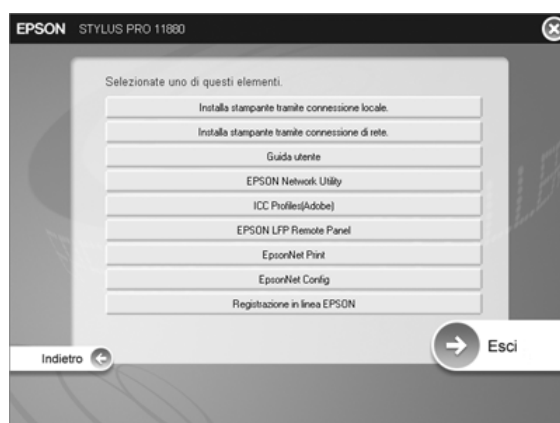 EPSON STYLUS PRO 11880
Selezionate uno di questi elementi.
Installa stampante tramite connessione locale.
Installa stampante tramite connessione di rete.
Guida utente
EPSON Network Utility
ICC Profiles(Adobe)
EPSON LFP Remote Panel
EpsonNet Print
EpsonNet Config
Registrazione in linea EPSON
Indietro
Esci